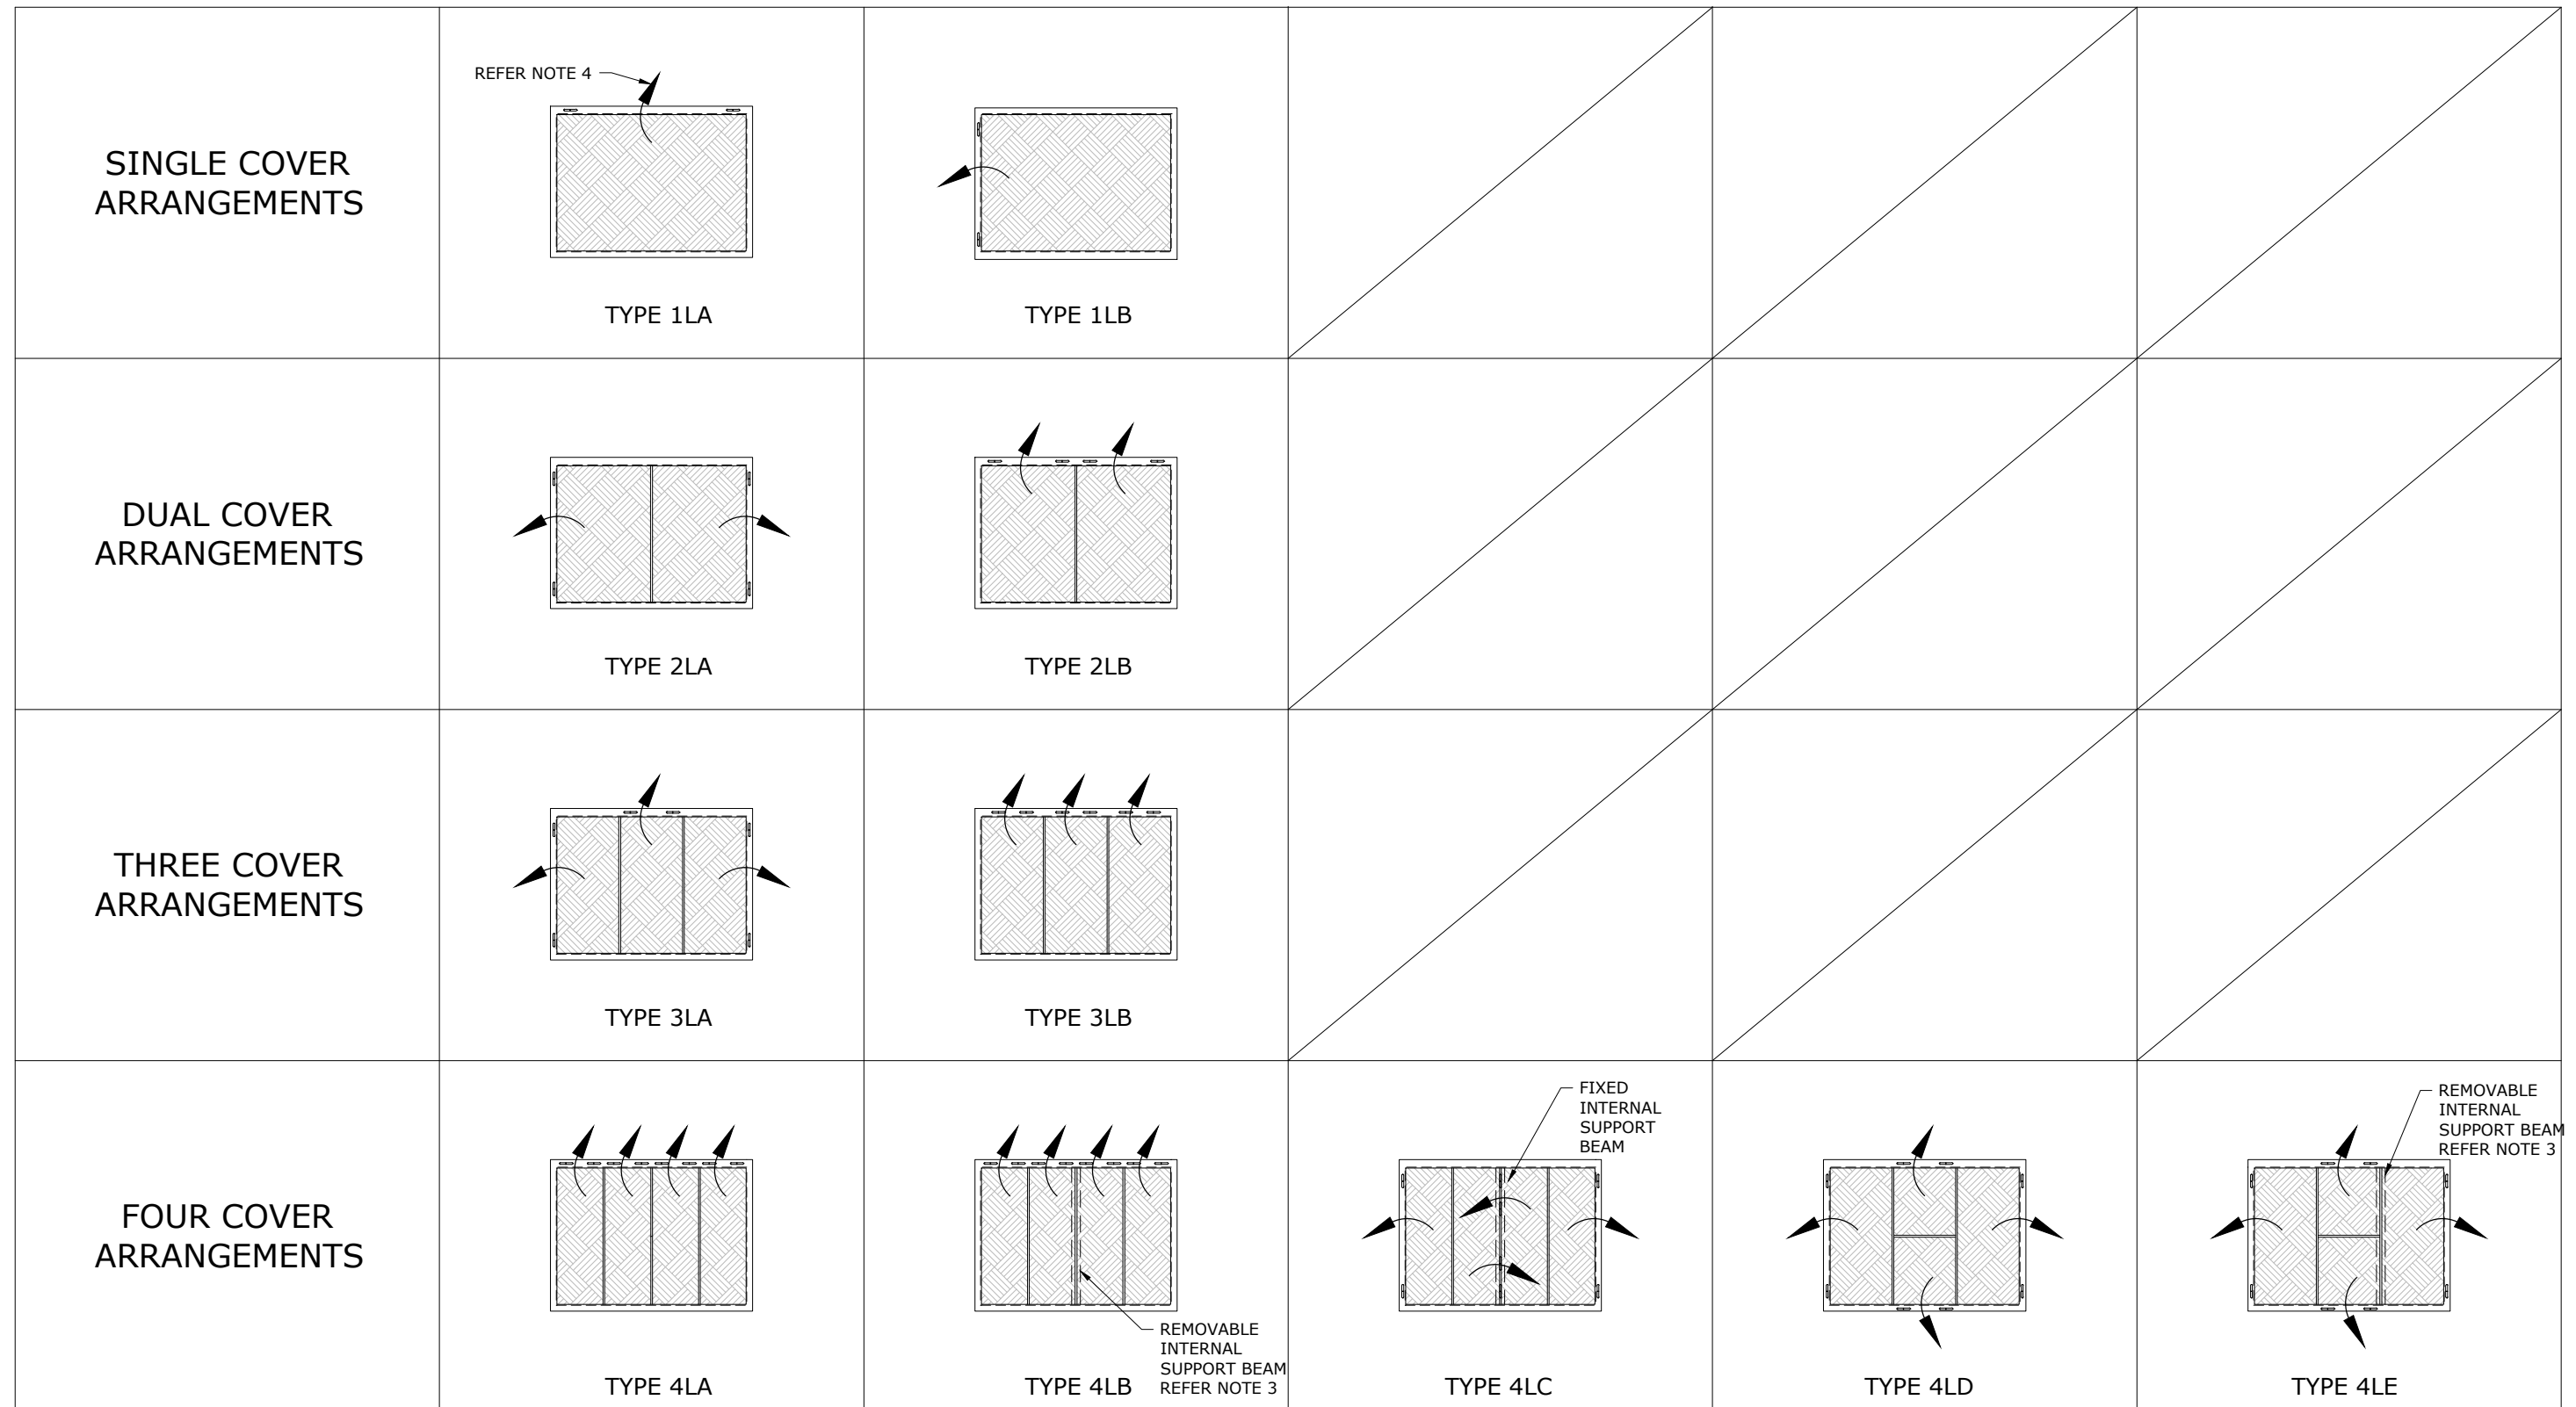 SINGLE COVER
ARRANGEMENTS
REFER NOTE 4
TYPE 1LA
TYPE 1LB
DUAL COVER
ARRANGEMENTS
TYPE 2LA
TYPE 2LB
THREE COVER
ARRANGEMENTS
TYPE 3LA
TYPE 3LB
FOUR COVER
ARRANGEMENTS
TYPE 4LA
REMOVABLE
INTERNAL
SUPPORT BEAM
REFER NOTE 3
TYPE 4LB
FIXED
INTERNAL
SUPPORT
BEAM
TYPE 4LC
TYPE 4LD
REMOVABLE
INTERNAL
SUPPORT BEAM
REFER NOTE 3
TYPE 4LE